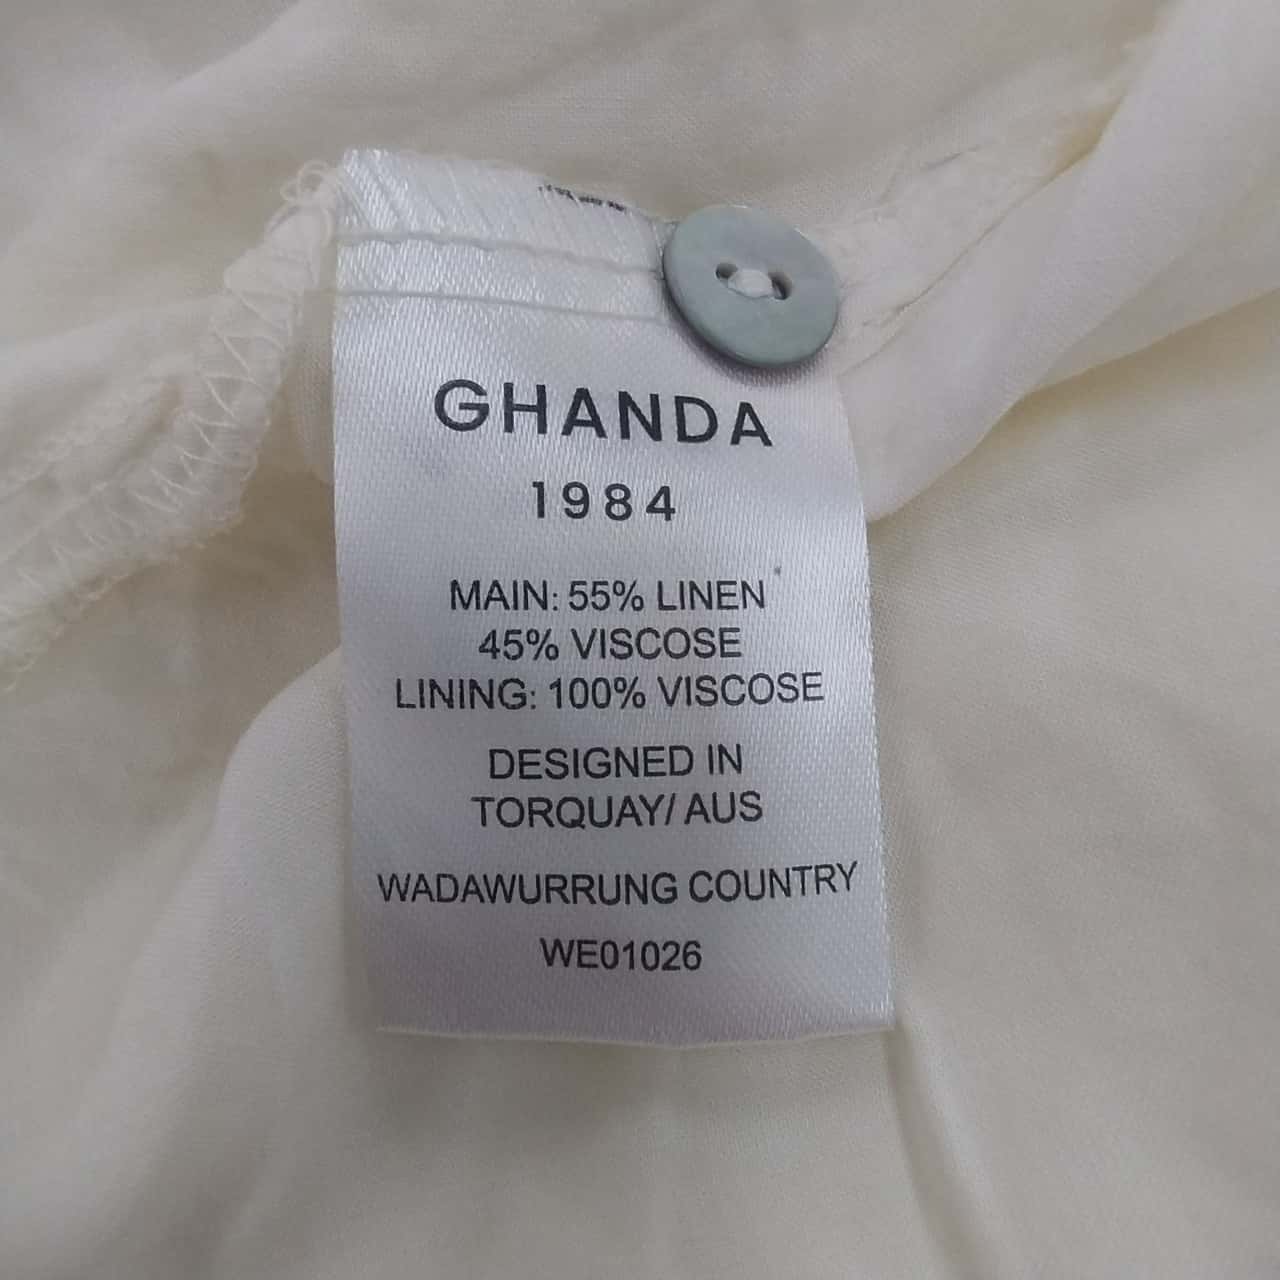 GHANDA
1984
MAIN: 55% LINEN
45% VISCOSE
LINING: 100% VISCOSE
DESIGNED IN
TORQUAY/ AUS
WADAWURRUNG COUNTRY
WE01026